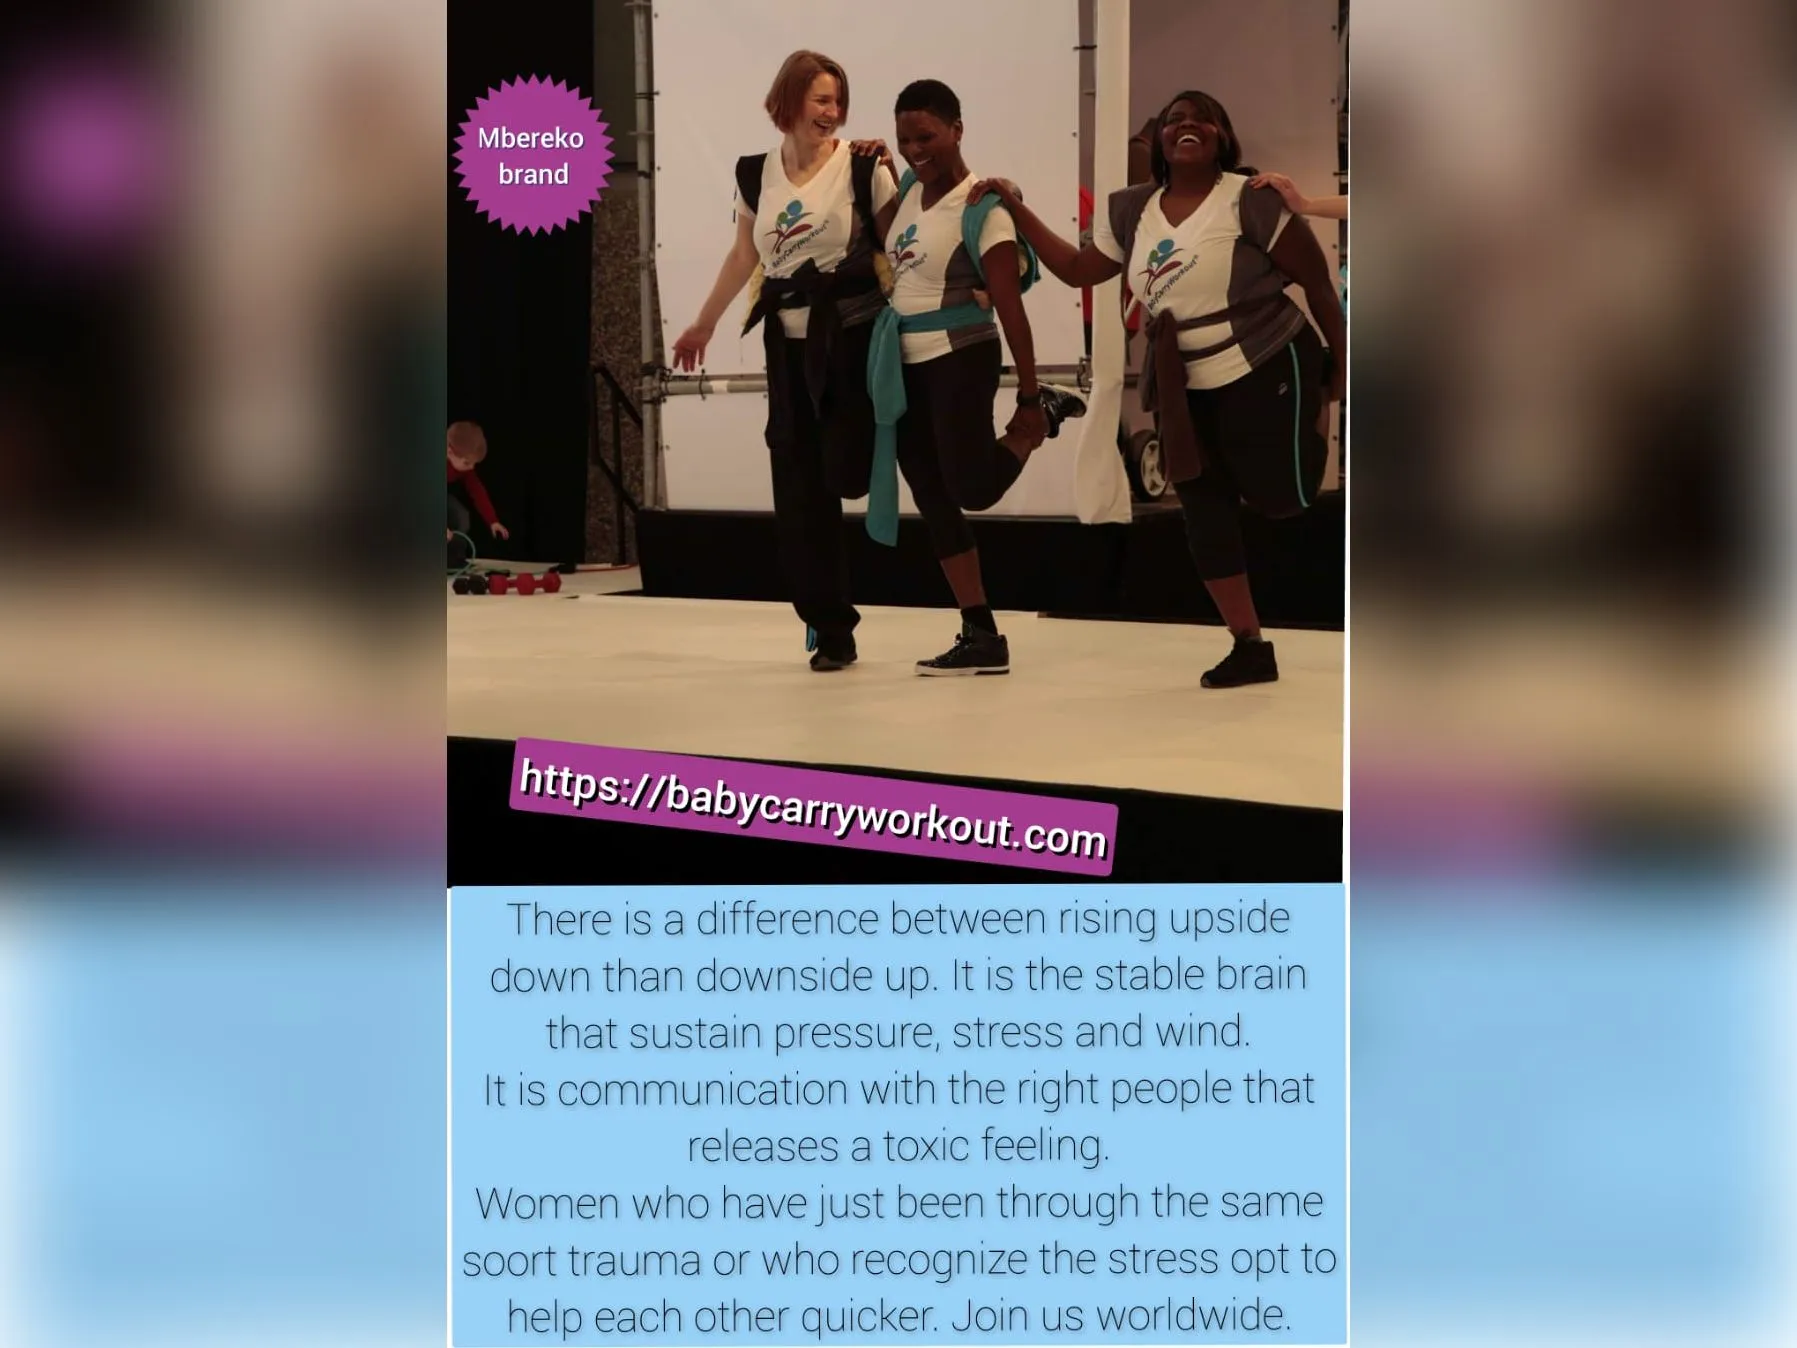 Mbereko
brand
BabyCarryWorkout®
BabyCarryWorkout®
BabyCarryWorkout®
https://babycarryworkout.com
There is a difference between rising upside
down than downside up. It is the stable brain
that sustain pressure, stress and wind.
It is communication with the right people that
releases a toxic feeling.
Women who have just been through the same
soort trauma or who recognize the stress opt to
help each other quicker. Join us worldwide.